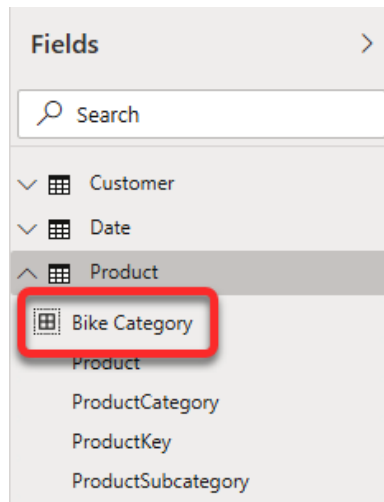 Fields
Search
Customer
Date
Product
Bike Category
Product
ProductCategory
ProductKey
ProductSubcategory